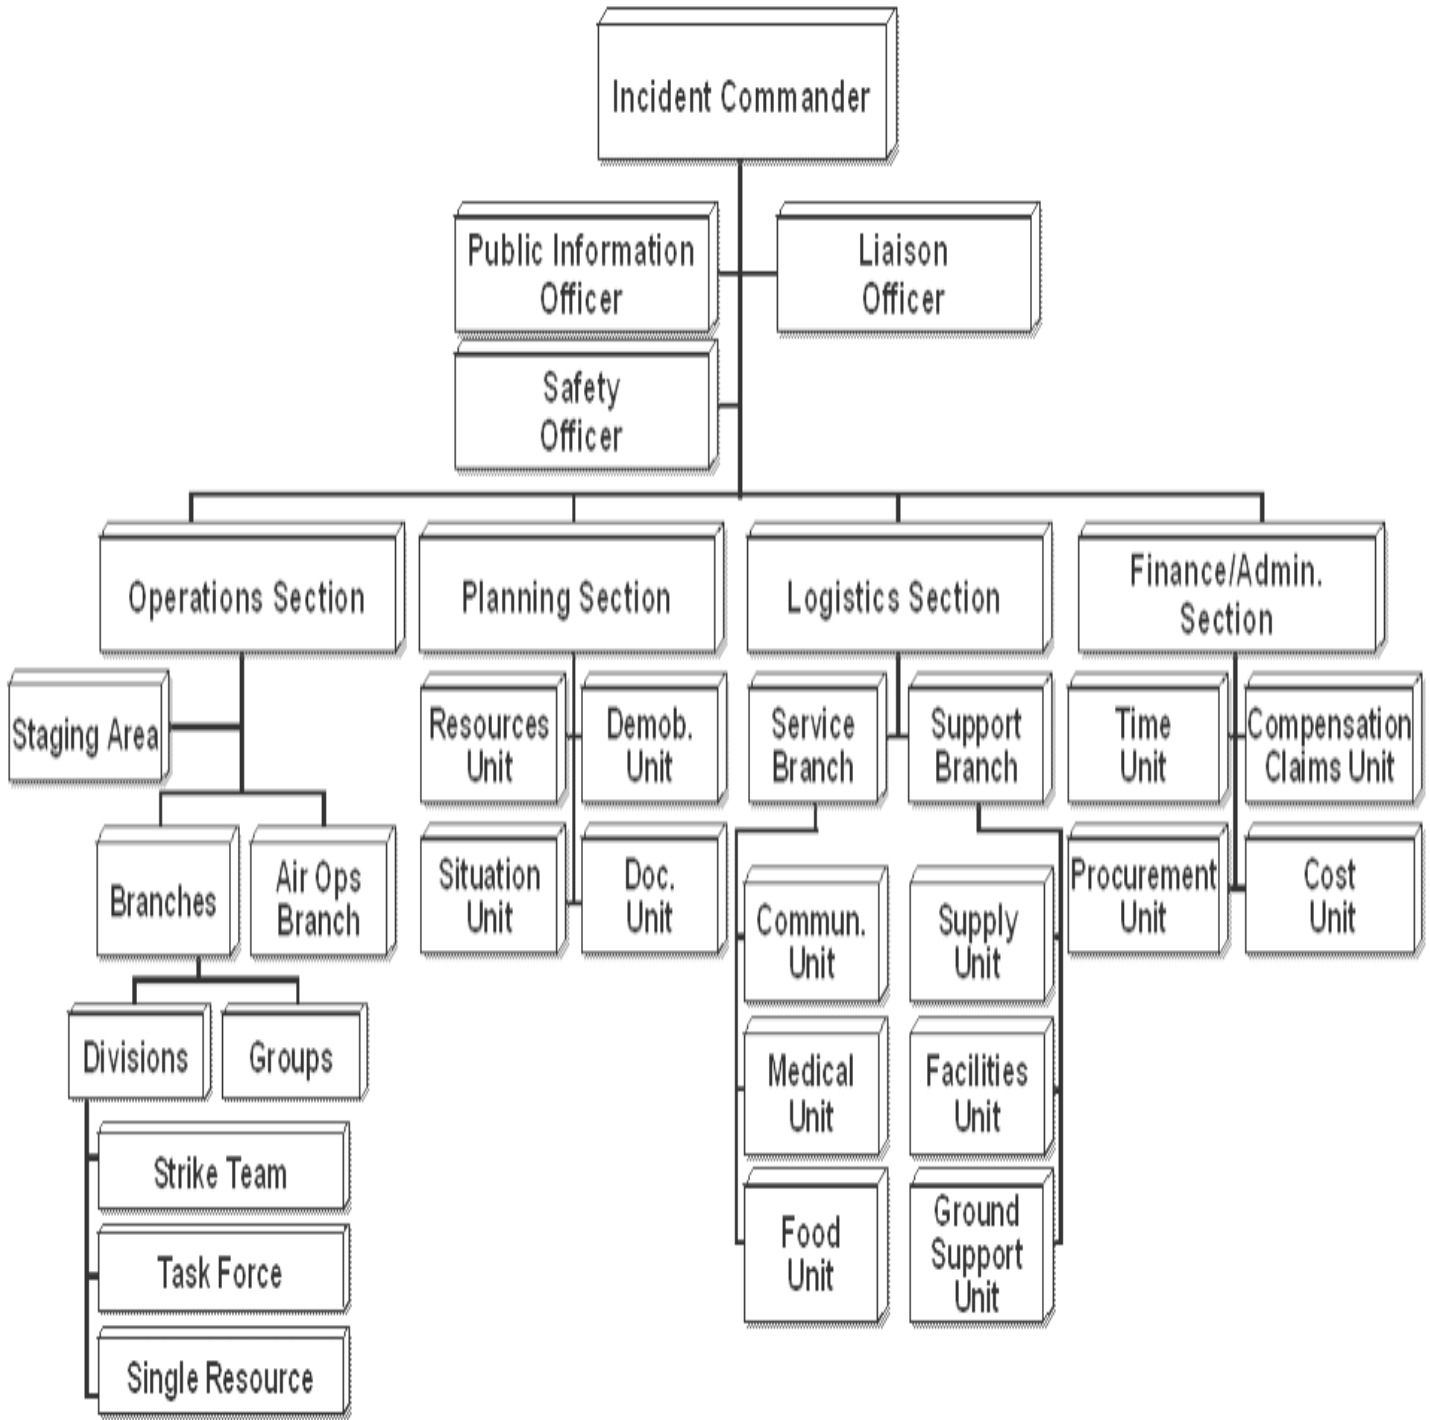 Incident Commander
Public Information
Officer
Liaison
Officer
Safety
Officer
Operations Section
Planning Section
Logistics Section
Finance/Admin.
Section
Staging Area
Resources
Unit
Demob.
Unit
Service
Branch
Support
Branch
Time
Unit
Compensation
Claims Unit
Branches
Air Ops
Branch
Situation
Unit
Doc.
Unit
Commun.
Unit
Supply
Unit
Procurement
Unit
Cost
Unit
Divisions
Groups
Medical
Unit
Facilities
Unit
Strike Team
Task Force
Single Resource
Food
Unit
Ground
Support
Unit